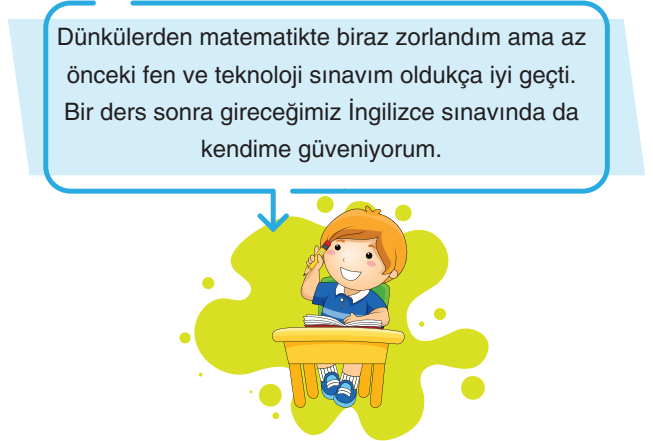 Dünkülerden matematikte biraz zorlandım ama az
önceki fen ve teknoloji sınavım oldukça iyi geçti.
Bir ders sonra gireceğimiz İngilizce sınavında da
kendime güveniyorum.